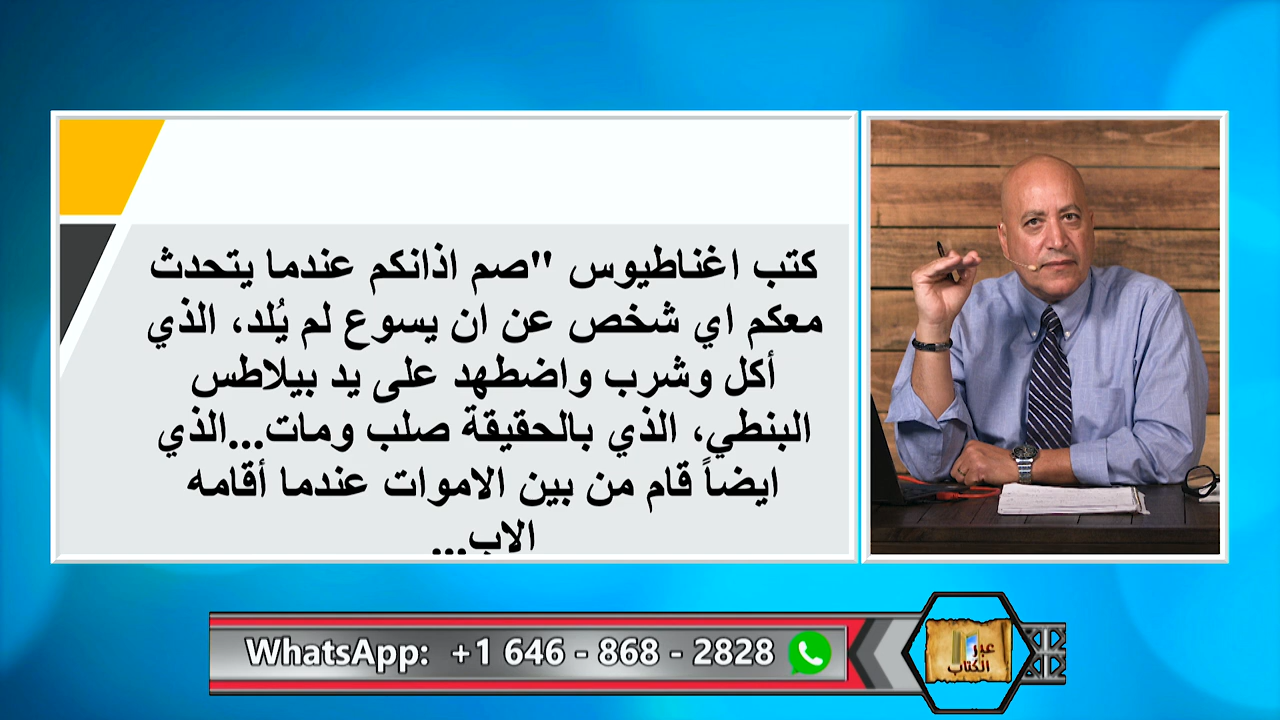 كتب اغناطيوس "صم اذانكم عندما يتحدث
معكم اي شخص عن ان يسوع لم يُلد، الذي
أكل وشرب واضطهد على يد بيلاطس
البنطي، الذي بالحقيقة صلب ومات...الذي
ايضاً قام من بين الاموات عندما أقامه
الاب...
WhatsApp: +1 646 - 868 - 2828
عبر
الكتاب